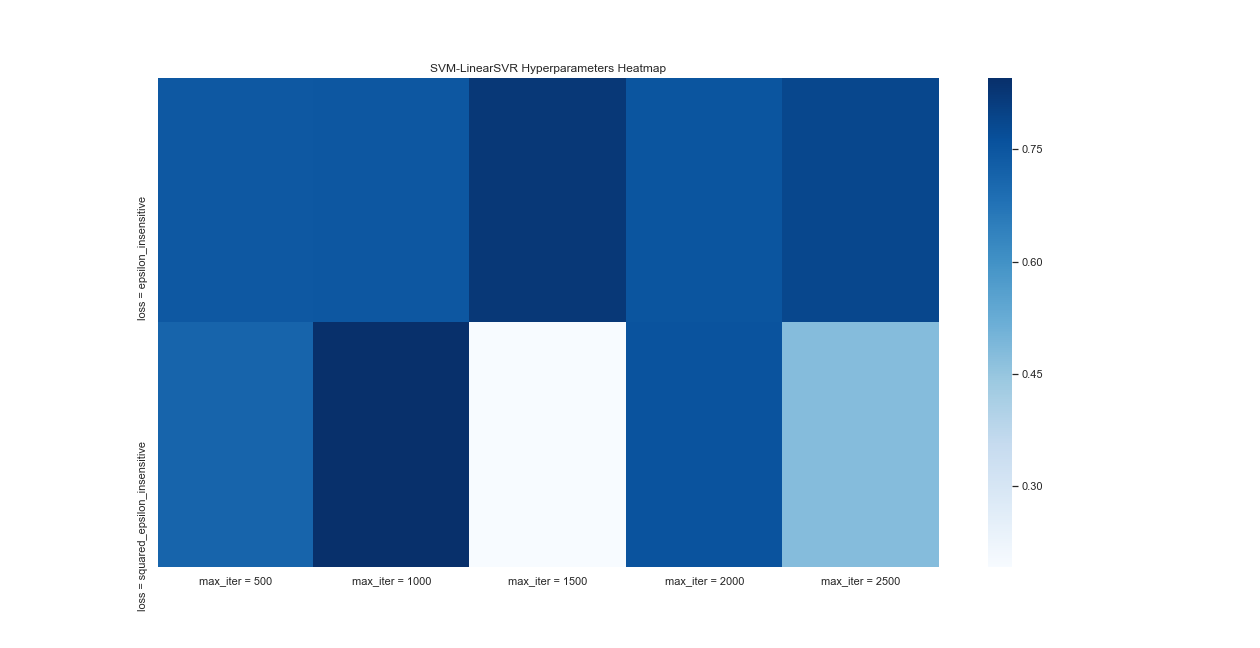 SVM-LinearSVR Hyperparameters Heatmap
loss = epsilon_insensitive
loss = squared_epsilon_insensitive
max_iter = 500
max_iter = 1000
max_iter = 1500
max_iter = 2000
max_iter = 2500
0.75
0.60
0.45
0.30